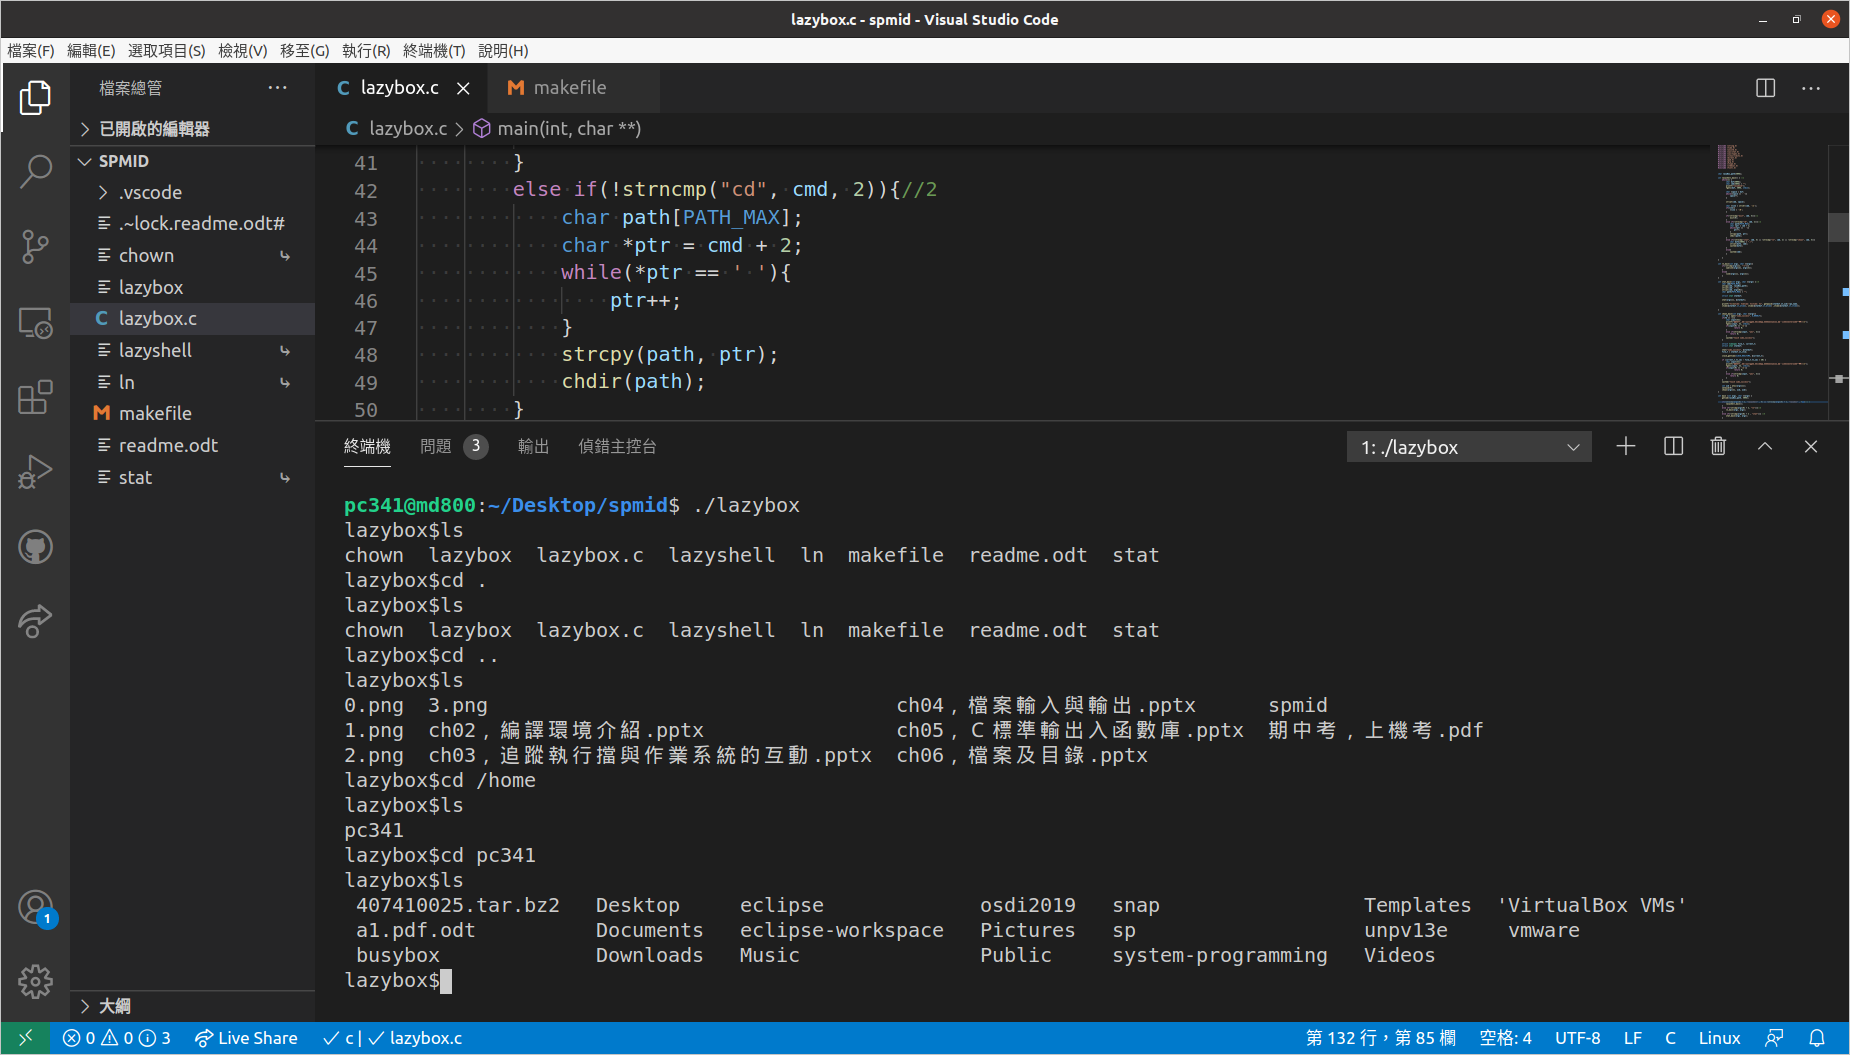 lazybox.c - spmid - Visual Studio Code
檔案(F) 編輯(E) 選取項目(S) 檢視(V) 移至(G) 執行(R) 終端機(T) 說明(H)
檔案總管
已開啟的編輯器
SPMID
.vscode
.~lock.readme.odt#
chown
lazybox
C lazybox.c
lazyshell
ln
M makefile
readme.odt
stat
大綱
C lazybox.c
M makefile
C lazybox.c > main(int, char **)
41 }
42 else if(!strncmp("cd", cmd, 2)){//2
43 char path[PATH_MAX];
44 char *ptr = cmd + 2;
45 while(*ptr == ' '){
46 ptr++;
47 }
48 strcpy(path, ptr);
49 chdir(path);
50 }
終端機 問題 3 輸出 偵錯主控台
1: ./lazybox
pc341@md800:~/Desktop/spmid$ ./lazybox
lazybox$ls
chown lazybox lazybox.c lazyshell ln makefile readme.odt stat
lazybox$cd .
lazybox$ls
chown lazybox lazybox.c lazyshell ln makefile readme.odt stat
lazybox$cd ..
lazybox$ls
0.png 3.png ch04，檔案輸入與輸出.pptx spmid
1.png ch02，編譯環境介紹.pptx ch05，C標準輸出入函數庫.pptx 期中考，上機考.pdf
2.png ch03，追蹤執行擋與作業系統的互動.pptx ch06，檔案及目錄.pptx
lazybox$cd /home
lazybox$ls
pc341
lazybox$cd pc341
lazybox$ls
407410025.tar.bz2 Desktop eclipse osdi2019 snap Templates 'VirtualBox VMs'
a1.pdf.odt Documents eclipse-workspace Pictures sp unpv13e vmware
busybox Downloads Music Public system-programming Videos
lazybox$
1
0 0 3 Live Share c | lazybox.c 第 132 行，第 85 欄 空格: 4 UTF-8 LF C Linux